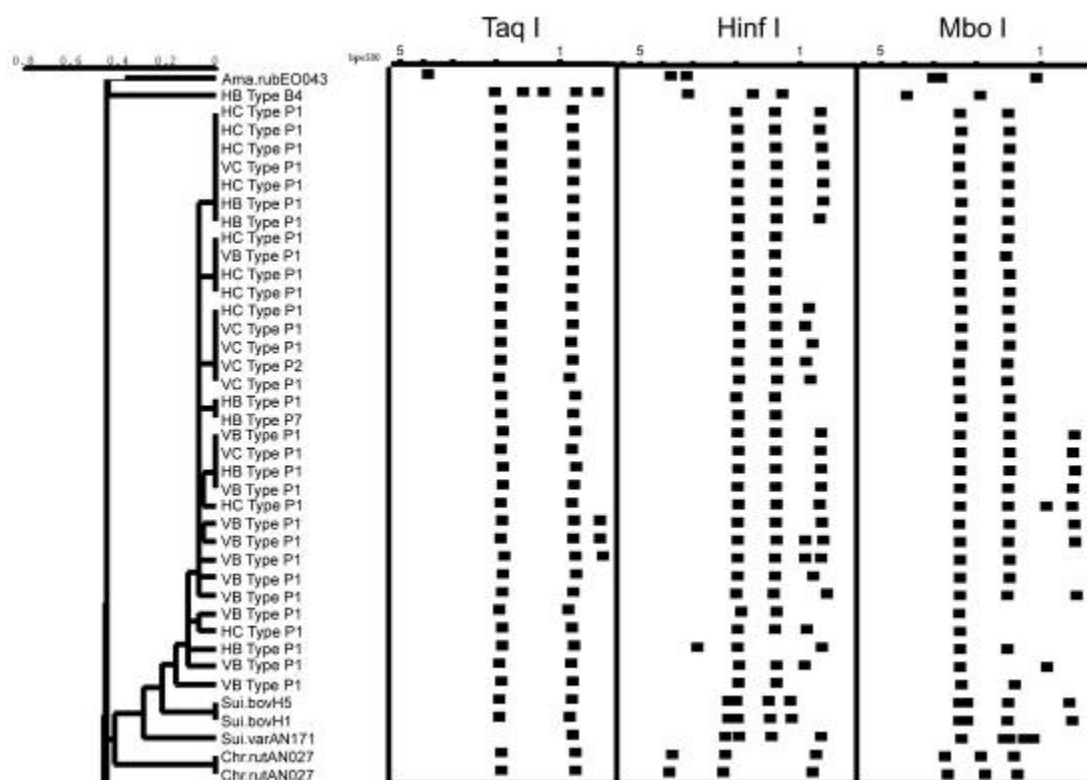 Taq I Hinf I Mbo I
0.8 0.6 0.4 0.2 0 bpx100 5 1 5 1 5 1
Ama.rubEO043
HB Type B4
HC Type P1
HC Type P1
HC Type P1
VC Type P1
HC Type P1
HB Type P1
HB Type P1
HC Type P1
VB Type P1
HC Type P1
HC Type P1
HC Type P1
VC Type P1
VC Type P1
VC Type P2
VC Type P1
HB Type P1
HB Type P7
VB Type P1
VC Type P1
HB Type P1
VB Type P1
HC Type P1
VB Type P1
VB Type P1
VB Type P1
VB Type P1
VB Type P1
VB Type P1
HC Type P1
HB Type P1
VB Type P1
VB Type P1
Sui.bovH5
Sui.bovH1
Sui.varAN171
Chr.rutAN027
Chr.rutAN027